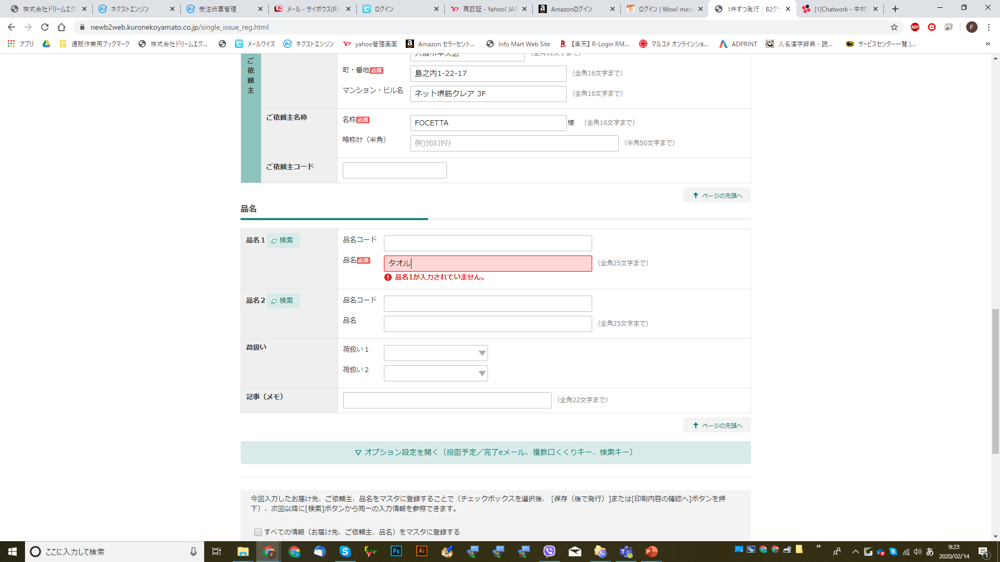 株式会社ドリームエクス
ネクストエンジン
受注伝票管理
メール - サイボウズ(R)
ログイン
再認証 - Yahoo! JAP
Amazonログイン
ログイン | Wow! mana
1件ずつ発行 | B2クラ
[1]Chatwork - 中林
newb2web.kuronekoyamato.co.jp/single_issue_reg.html
ABP
F
アプリ
通販作業用ブックマーク
株式会社ドリームエク...
メールワイズ
ネクストエンジン
yahoo管理画面
Amazon セラーセント...
Info Mart Web Site
【楽天】R-Login RM...
マルコメ オンラインショ...
ADPRINT
人名漢字辞典 - 読...
サービスセンター一覧 |...
»
ご依頼主
大阪市中央区
(全角12文字まで)
町・番地 必須
島之内1-22-17
(全角16文字まで)
マンション・ビル名
ネット堺筋クレア 3F
(全角16文字まで)
ご依頼主名称
名称 必須
FOCETTA
様
(全角16文字まで)
略称ｶﾅ（半角）
例)ｸﾛﾈｺﾔﾏﾄ
(半角50文字まで)
ご依頼主コード
ページの先頭へ
品名
品名１
検索
品名コード
品名 必須
タオル
(全角25文字まで)
品名1が入力されていません。
品名２
検索
品名コード
品名
(全角25文字まで)
荷扱い
荷扱い１
荷扱い２
記事（メモ）
(全角22文字まで)
ページの先頭へ
▽ オプション設定を開く（投函予定／完了eメール、複数口くくりキー、検索キー）
今回入力したお届け先、ご依頼主、品名をマスタに登録することで（チェックボックスを選択後、 [保存（後で発行）]または[印刷内容の確認へ]ボタンを押
下）、次回以降に[検索]ボタンから同一の入力情報を参照できます。
すべての情報（お届け先、ご依頼主、品名）をマスタに登録する
ここに入力して検索
Ps
Ai
あ
9:23
2020/02/14
1